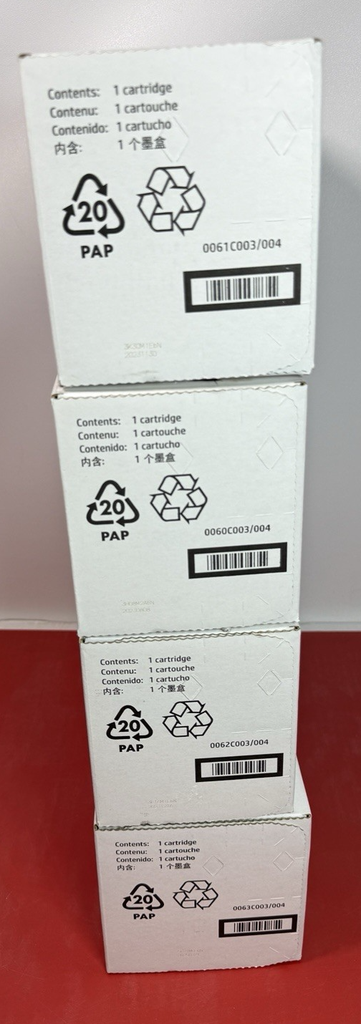 Contents: 1 cartridge
Contenu: 1 cartouche
Contenido: 1 cartucho
内含: 1 个墨盒
20
PAP
0061C003/004
Contents: 1 cartridge
Contenu: 1 cartouche
Contenido: 1 cartucho
内含: 1 个墨盒
20
PAP
0060C003/004
Contents: 1 cartridge
Contenu: 1 cartouche
Contenido: 1 cartucho
内含: 1 个墨盒
20
PAP
0062C003/004
Contents: 1 cartridge
Contenu: 1 cartouche
Contenido: 1 cartucho
内含: 1 个墨盒
20
PAP
0063C003/004